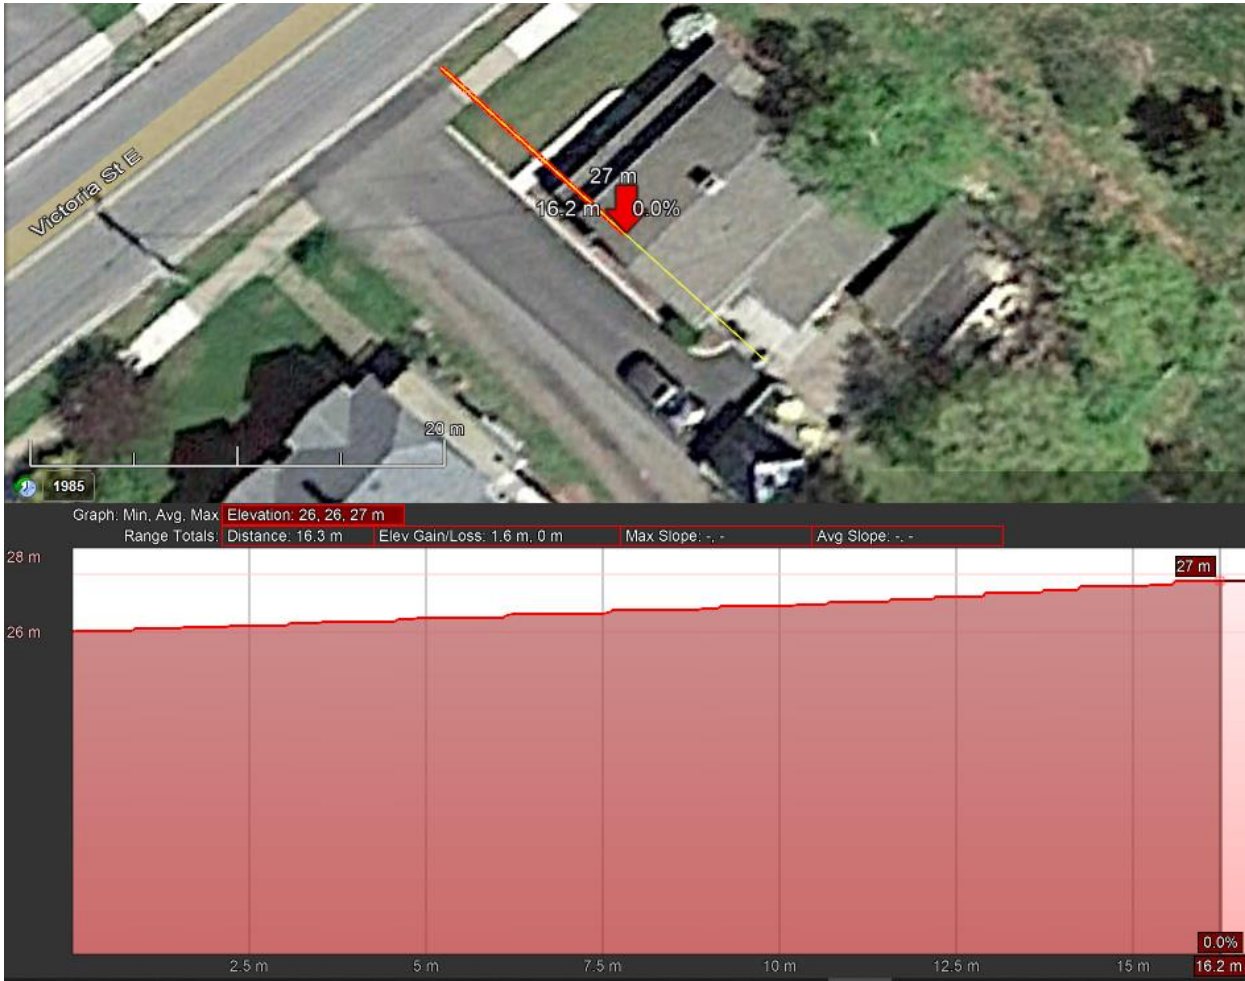 Victoria St E
27 m
16.2 m 0.0%
20 m
1985
Graph: Min, Avg, Max Elevation: 26, 26, 27 m
Range Totals: Distance: 16.3 m Elev Gain/Loss: 1.6 m, 0 m Max Slope: -, - Avg Slope: -, -
28 m
27 m
26 m
0.0%
2.5 m 5 m 7.5 m 10 m 12.5 m 15 m 16.2 m